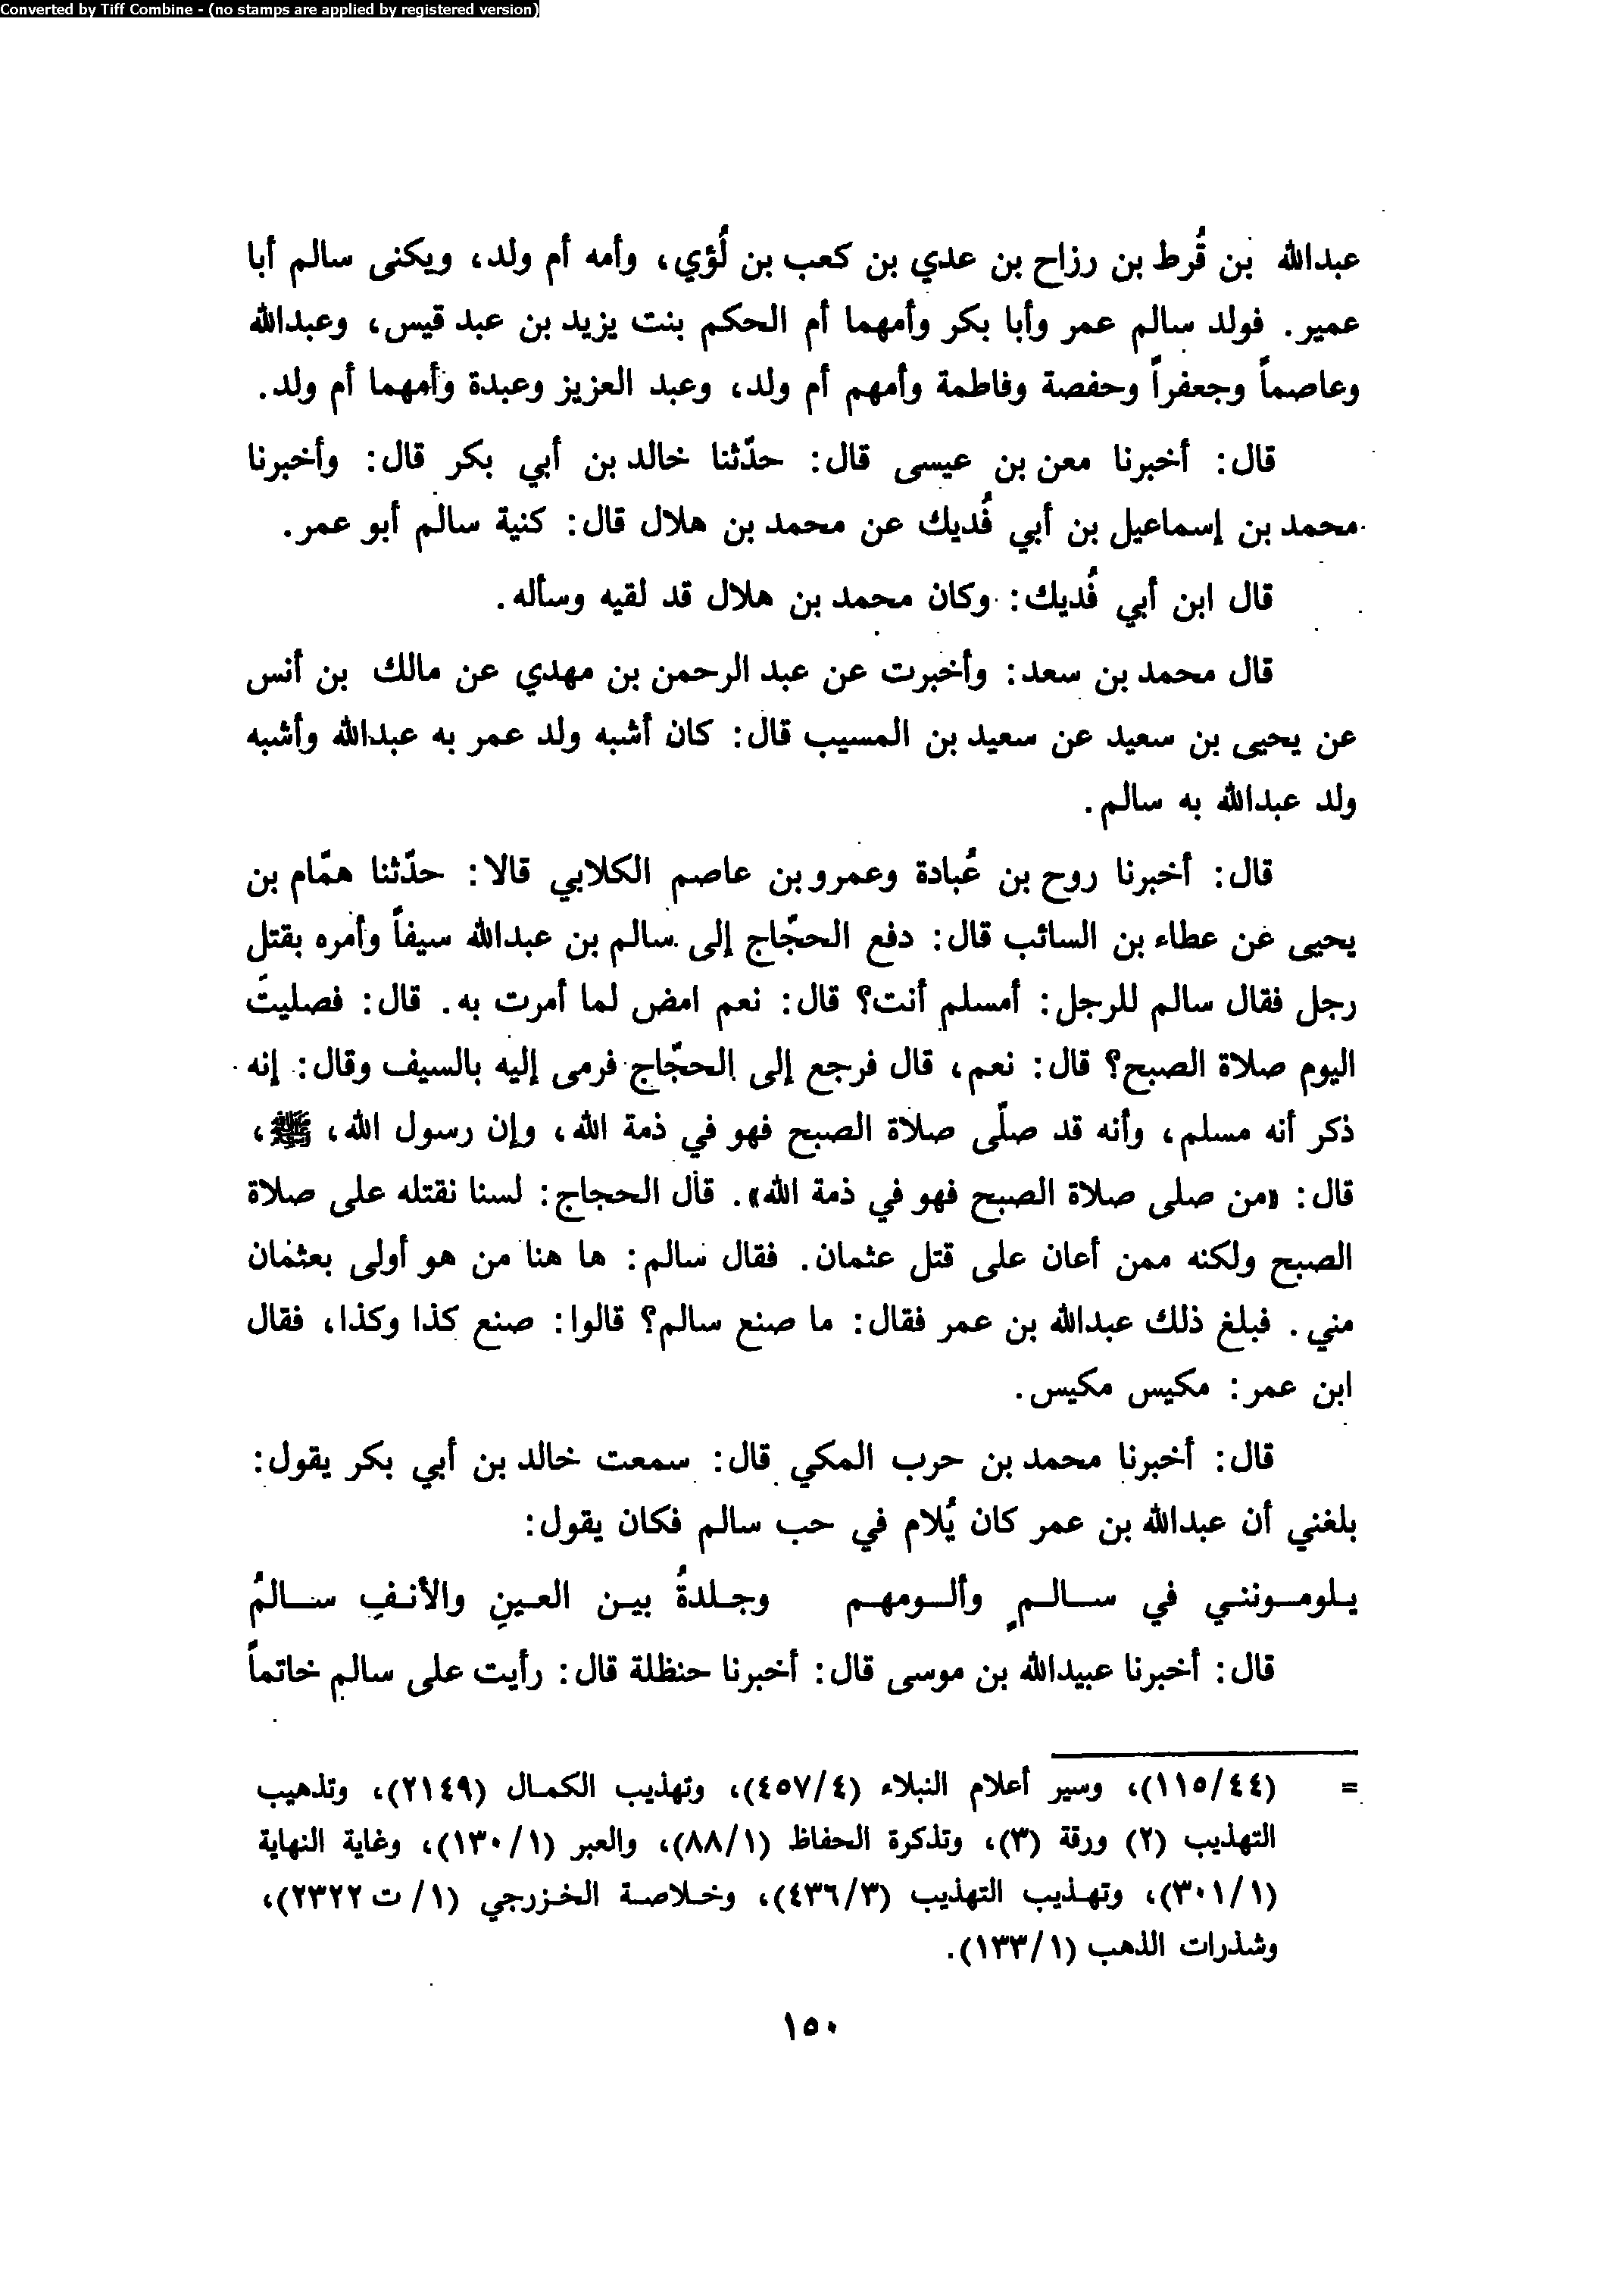 Converted by Tiff Combine - (no stamps are applied by registered version)
عبدالله بن قُرط بن رزاح بن عدي بن كعب بن لُؤي، وأمه أم ولد، ويكنى سالم أبا
عمير. فولد سالم عمر وأبا بكر وأمهما أم الحكم بنت يزيد بن عبد قيس، وعبدالله
وعاصماً وجعفراً وحفصة وفاطمة وأمهم أم ولد، وعبد العزيز وعبدة وأمهما أم ولد.
قال: أخبرنا معن بن عيسى قال: حدّثنا خالد بن أبي بكر قال: وأخبرنا
محمد بن إسماعيل بن أبي فُديك عن محمد بن هلال قال: كنية سالم أبو عمر.
قال ابن أبي فُديك: وكان محمد بن هلال قد لقيه وسأله.
قال محمد بن سعد: وأخبرت عن عبد الرحمن بن مهدي عن مالك بن أنس
عن يحيى بن سعيد عن سعيد بن المسيب قال: كان أشبه ولد عمر به عبدالله وأشبه
ولد عبدالله به سالم.
قال: أخبرنا روح بن عُبادة وعمرو بن عاصم الكلابي قالا: حدّثنا همّام بن
يحيى عن عطاء بن السائب قال: دفع الحجّاج إلى سالم بن عبدالله سيفاً وأمره بقتل
رجل فقال سالم للرجل: أمسلم أنت؟ قال: نعم امض لما أمرت به. قال: فصليتَ
اليوم صلاة الصبح؟ قال: نعم، قال فرجع إلى الحجّاج فرمى إليه بالسيف وقال: إنه
ذكر أنه مسلم، وأنه قد صلّى صلاة الصبح فهو في ذمة الله، وإن رسول الله، ﷺ،
قال: «من صلى صلاة الصبح فهو في ذمة الله». قال الحجاج: لسنا نقتله على صلاة
الصبح ولكنه ممن أعان على قتل عثمان. فقال سالم: ها هنا من هو أولى بعثمان
مني. فبلغ ذلك عبدالله بن عمر فقال: ما صنع سالم؟ قالوا: صنع كذا وكذا، فقال
ابن عمر: مكيس مكيس.
قال: أخبرنا محمد بن حرب المكي قال: سمعت خالد بن أبي بكر يقول:
بلغني أن عبدالله بن عمر كان يُلام في حب سالم فكان يقول:
يلومونني في سالمٍ وألومهم وجلدةُ بين العينِ والأنفِ سالمُ
قال: أخبرنا عبيدالله بن موسى قال: أخبرنا حنظلة قال: رأيت على سالم خاتماً
= (٤٤/١١٥)، وسير أعلام النبلاء (٤/٤٥٧)، وتهذيب الكمال (٢١٤٩)، وتذهيب
التهذيب (٢) ورقة (٣)، وتذكرة الحفاظ (١/٨٨)، والعبر (١/١٣٠)، وغاية النهاية
(١/٣٠١)، وتهذيب التهذيب (٣/٤٣٦)، وخلاصة الخزرجي (١/ ت ٢٣٢٢)،
وشذرات الذهب (١/١٣٣).
١٥٠